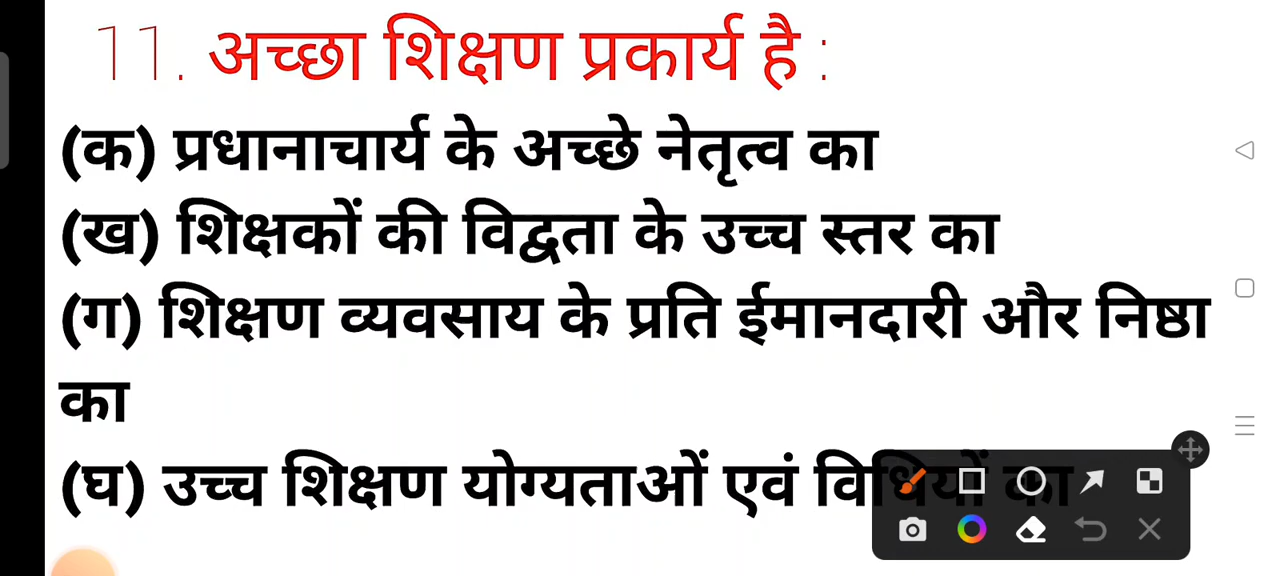 11. अच्छा शिक्षण प्रकार्य है :
(क) प्रधानाचार्य के अच्छे नेतृत्व का
(ख) शिक्षकों की विद्वता के उच्च स्तर का
(ग) शिक्षण व्यवसाय के प्रति ईमानदारी और निष्ठा
का
(घ) उच्च शिक्षण योग्यताओं एवं विधियों का